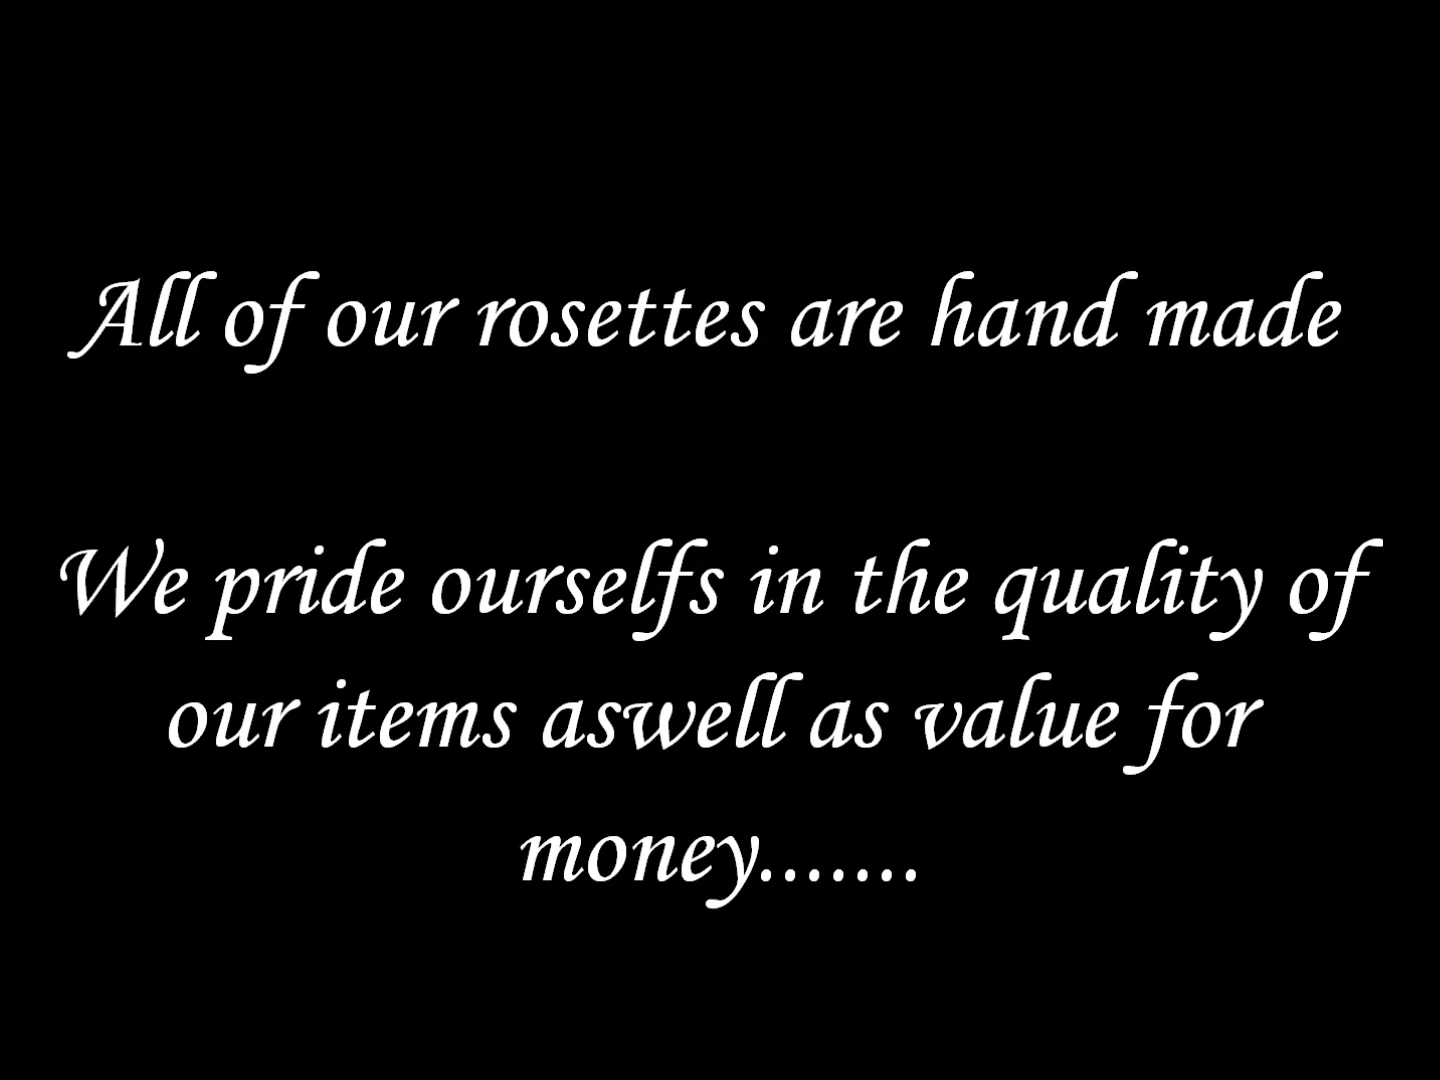 All of our rosettes are hand made
We pride ourselfs in the quality of
our items aswell as value for
money.......